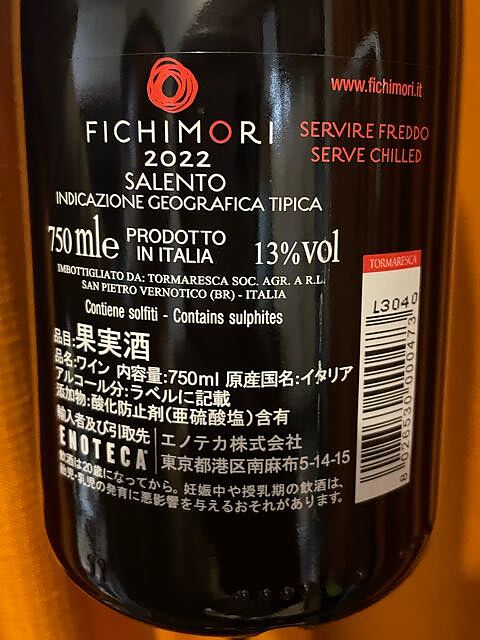 www.fichimori.it
FICHIMORI
SERVIRE FREDDO
SERVE CHILLED
2022
SALENTO
INDICAZIONE GEOGRAFICA TIPICA
750 mle PRODOTTO IN ITALIA 13% vol
IMBOTTIGLIATO DA: TORMARESCA SOC. AGR. A R.L.
SAN PIETRO VERNOTICO (BR) - ITALIA
Contiene solfiti - Contains sulphites
TORMARESCA
L3040
8 026530 000473
品目:果実酒
品名:ワイン 内容量:750ml 原産国名:イタリア
アルコール分:ラベルに記載
添加物:酸化防止剤(亜硫酸塩)含有
輸入者及び引取先
ENOTECA エノテカ株式会社
東京都港区南麻布5-14-15
飲酒は20歳になってから。妊娠中や授乳期の飲酒は、
胎児・乳児の発育に悪影響を与えるおそれがあります。